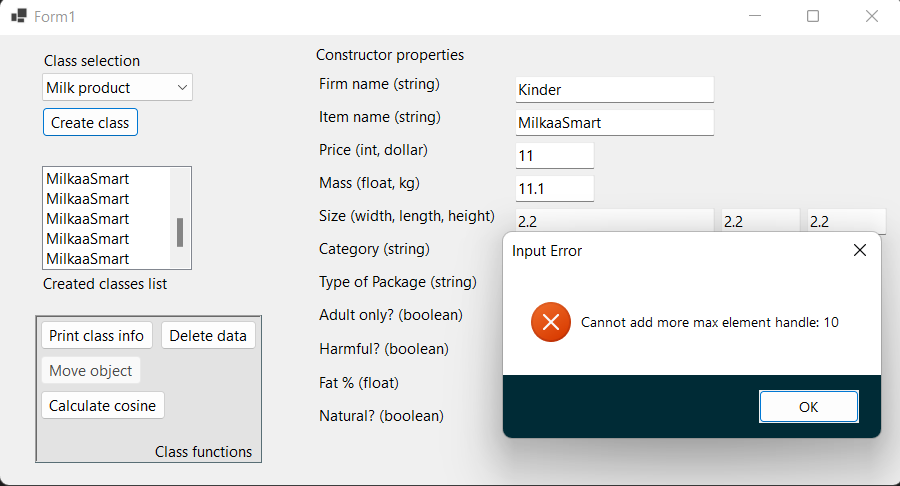 Form1
Class selection
Milk product
Create class
MilkaaSmart
MilkaaSmart
MilkaaSmart
MilkaaSmart
MilkaaSmart
Created classes list
Print class info
Delete data
Move object
Calculate cosine
Class functions
Constructor properties
Firm name (string)
Kinder
Item name (string)
MilkaaSmart
Price (int, dollar)
11
Mass (float, kg)
11.1
Size (width, length, height)
2.2
2.2
2.2
Category (string)
Type of Package (string)
Adult only? (boolean)
Harmful? (boolean)
Fat % (float)
Natural? (boolean)
Input Error
Cannot add more max element handle: 10
OK